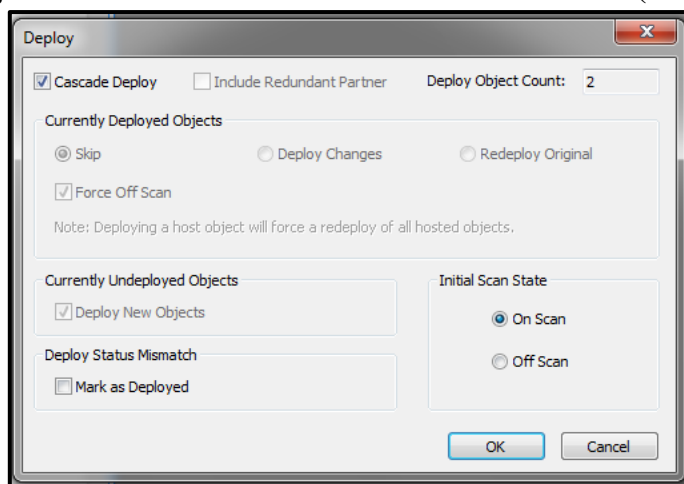 Deploy
Cascade Deploy Include Redundant Partner Deploy Object Count: 2
Currently Deployed Objects
Skip Deploy Changes Redeploy Original
Force Off Scan
Note: Deploying a host object will force a redeploy of all hosted objects.
Currently Undeployed Objects
Deploy New Objects
Initial Scan State
On Scan
Off Scan
Deploy Status Mismatch
Mark as Deployed
OK Cancel